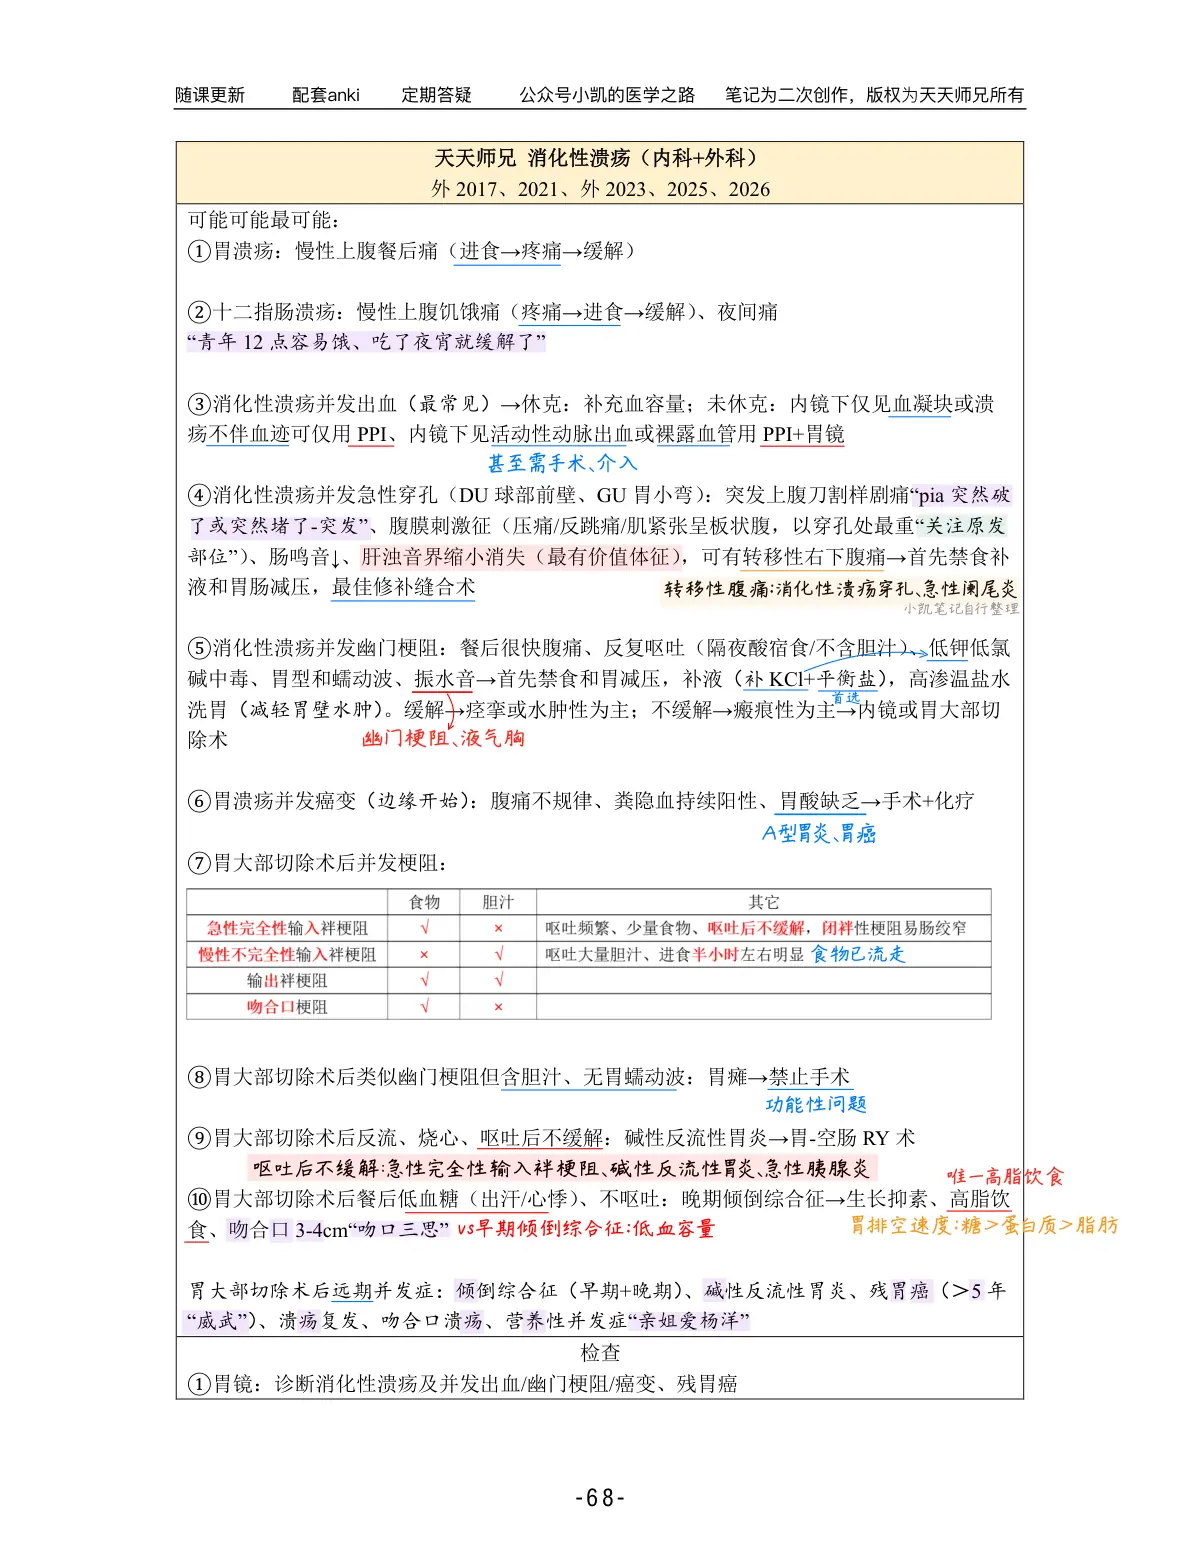 随课更新 配套anki 定期答疑 公众号小凯的医学之路 笔记为二次创作，版权为天天师兄所有
天天师兄 消化性溃疡（内科+外科）
外 2017、2021、外 2023、2025、2026
可能可能最可能：
①胃溃疡：慢性上腹餐后痛（进食→疼痛→缓解）
②十二指肠溃疡：慢性上腹饥饿痛（疼痛→进食→缓解）、夜间痛
“青年 12 点容易饿、吃了夜宵就缓解了”
③消化性溃疡并发出血（最常见）→休克：补充血容量；未休克：内镜下仅见血凝块或溃
疡不伴血迹可仅用 PPI、内镜下见活动性动脉出血或裸露血管用 PPI+胃镜
甚至需手术、介入
④消化性溃疡并发急性穿孔（DU 球部前壁、GU 胃小弯）：突发上腹刀割样剧痛“pia 突然破
了或突然堵了-突发”、腹膜刺激征（压痛/反跳痛/肌紧张呈板状腹，以穿孔处最重“关注原发
部位”）、肠鸣音↓、肝浊音界缩小消失（最有价值体征），可有转移性右下腹痛→首先禁食补
液和胃肠减压，最佳修补缝合术
转移性腹痛:消化性溃疡穿孔、急性阑尾炎
小凯笔记自行整理
⑤消化性溃疡并发幽门梗阻：餐后很快腹痛、反复呕吐（隔夜酸宿食/不含胆汁）、低钾低氯
碱中毒、胃型和蠕动波、振水音→首先禁食和胃减压，补液（补 KCl+平衡盐），高渗温盐水
首选
洗胃（减轻胃壁水肿）。缓解→痉挛或水肿性为主；不缓解→瘢痕性为主→内镜或胃大部切
除术
幽门梗阻、液气胸
⑥胃溃疡并发癌变（边缘开始）：腹痛不规律、粪隐血持续阳性、胃酸缺乏→手术+化疗
A型胃炎、胃癌
⑦胃大部切除术后并发梗阻：
食物 胆汁 其它
急性完全性输入袢梗阻 √ × 呕吐频繁、少量食物、呕吐后不缓解，闭袢性梗阻易肠绞窄
慢性不完全性输入袢梗阻 × √ 呕吐大量胆汁、进食半小时左右明显 食物已流走
输出袢梗阻 √ √
吻合口梗阻 √ ×
⑧胃大部切除术后类似幽门梗阻但含胆汁、无胃蠕动波：胃瘫→禁止手术
功能性问题
⑨胃大部切除术后反流、烧心、呕吐后不缓解：碱性反流性胃炎→胃-空肠 RY 术
呕吐后不缓解:急性完全性输入袢梗阻、碱性反流性胃炎、急性胰腺炎
唯一高脂饮食
⑩胃大部切除术后餐后低血糖（出汗/心悸）、不呕吐：晚期倾倒综合征→生长抑素、高脂饮
食、吻合口 3-4cm“吻口三思” vs早期倾倒综合征:低血容量
胃排空速度:糖>蛋白质>脂肪
胃大部切除术后远期并发症：倾倒综合征（早期+晚期）、碱性反流性胃炎、残胃癌（＞5 年
“威武”）、溃疡复发、吻合口溃疡、营养性并发症“亲姐爱杨洋”
检查
①胃镜：诊断消化性溃疡及并发出血/幽门梗阻/癌变、残胃癌
-68-